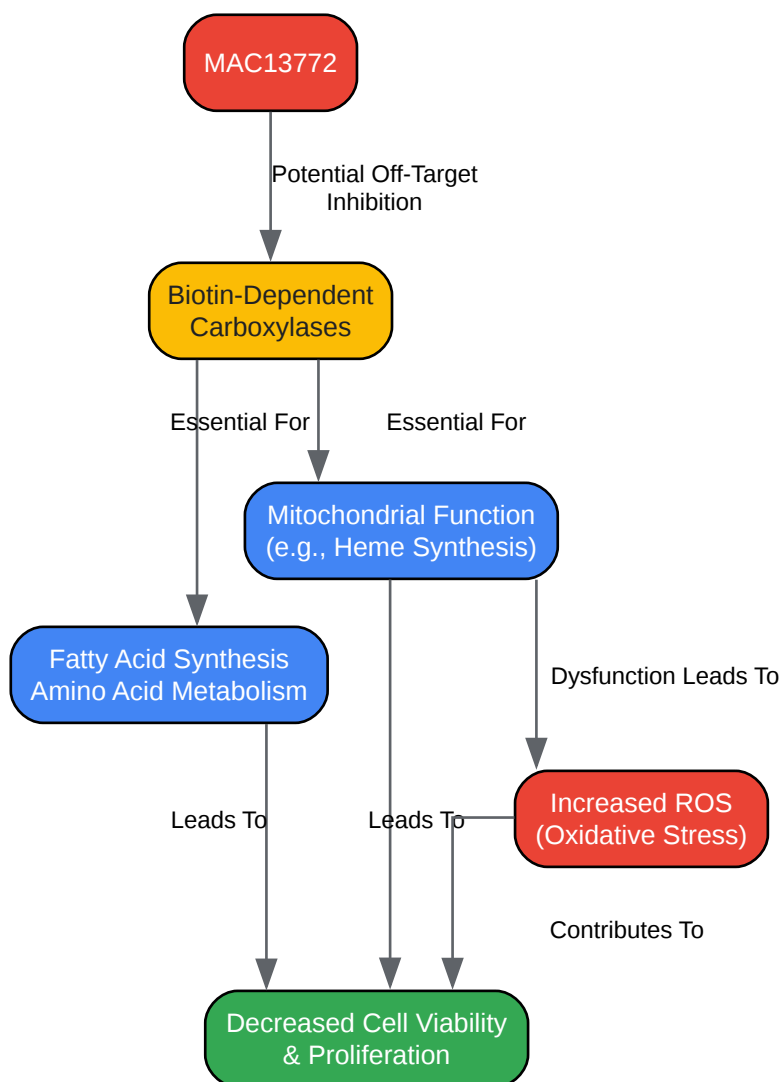 MAC13772
Potential Off-Target
Inhibition
Biotin-Dependent
Carboxylases
Essential For
Essential For
Mitochondrial Function
(e.g., Heme Synthesis)
Fatty Acid Synthesis
Amino Acid Metabolism
Dysfunction Leads To
Increased ROS
(Oxidative Stress)
Leads To
Leads To
Contributes To
Decreased Cell Viability
& Proliferation